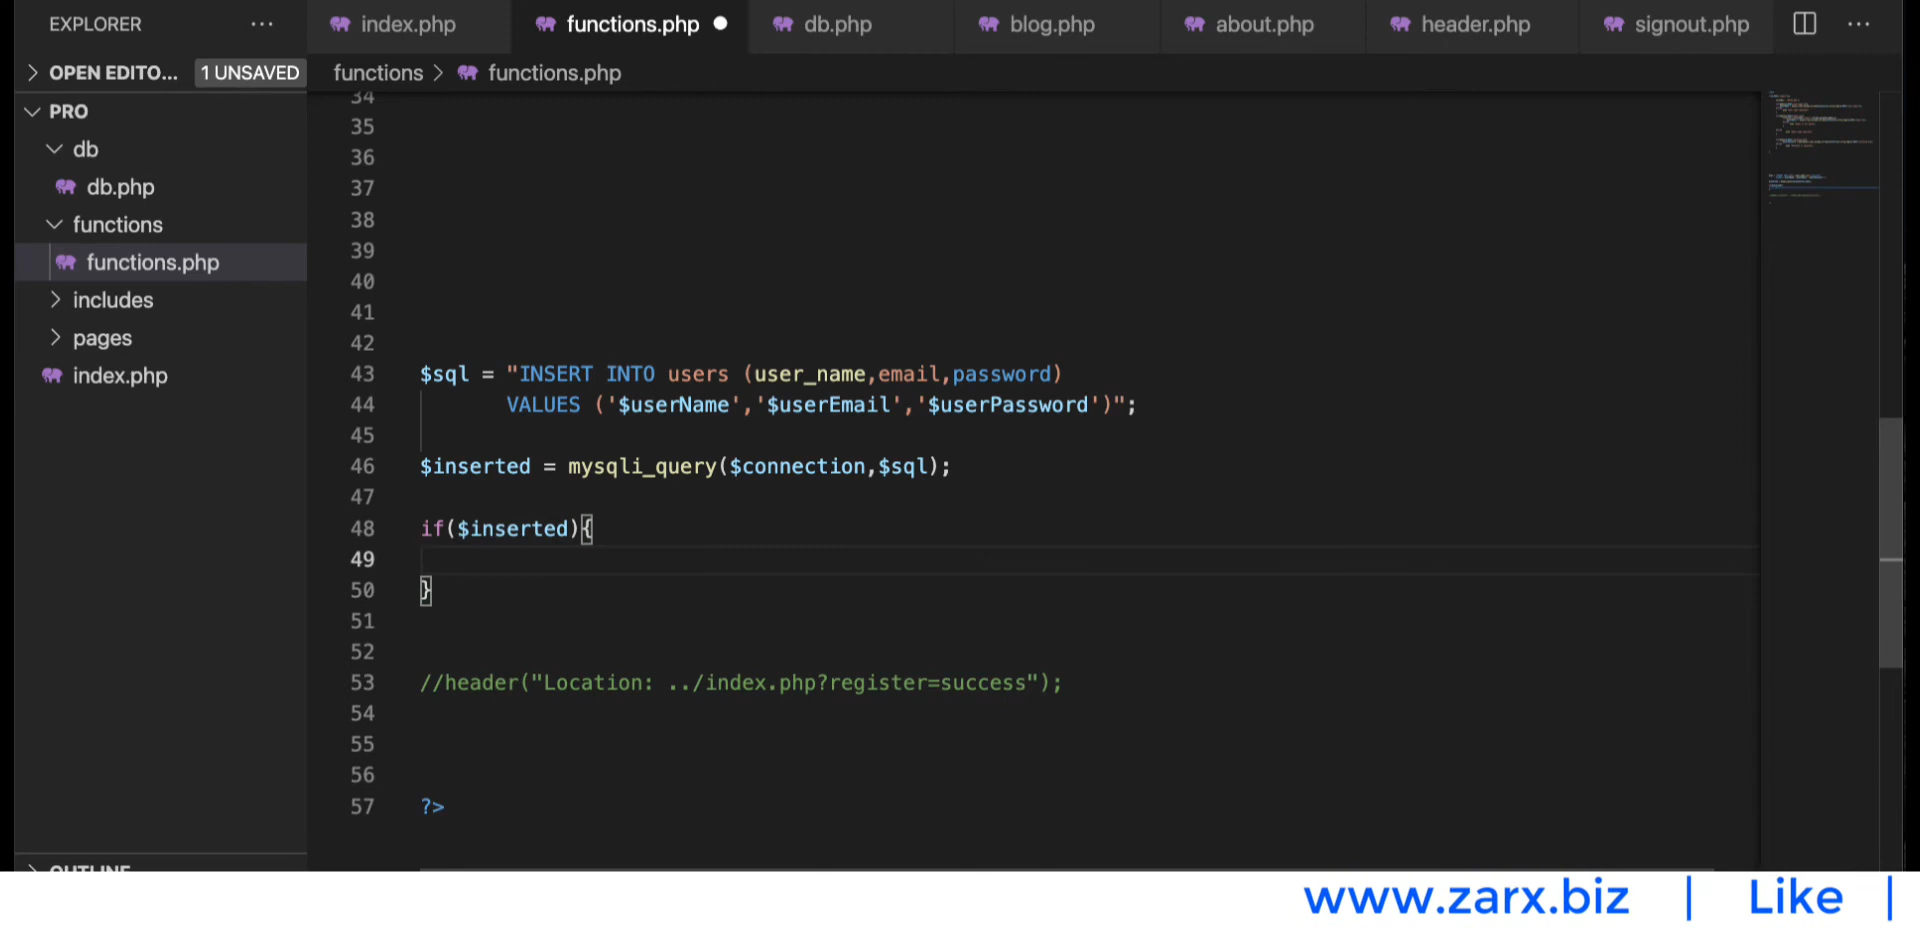 EXPLORER ···
index.php
functions.php
db.php
blog.php
about.php
header.php
signout.php
···
OPEN EDITO... 1 UNSAVED
functions > functions.php
PRO
db
db.php
functions
functions.php
includes
pages
index.php
OUTLINE
34
35
36
37
38
39
40
41
42
43 $sql = "INSERT INTO users (user_name,email,password)
44 VALUES ('$userName','$userEmail','$userPassword')";
45
46 $inserted = mysqli_query($connection,$sql);
47
48 if($inserted){
49
50 }
51
52
53 //header("Location: ../index.php?register=success");
54
55
56
57 ?>
www.zarx.biz | Like |